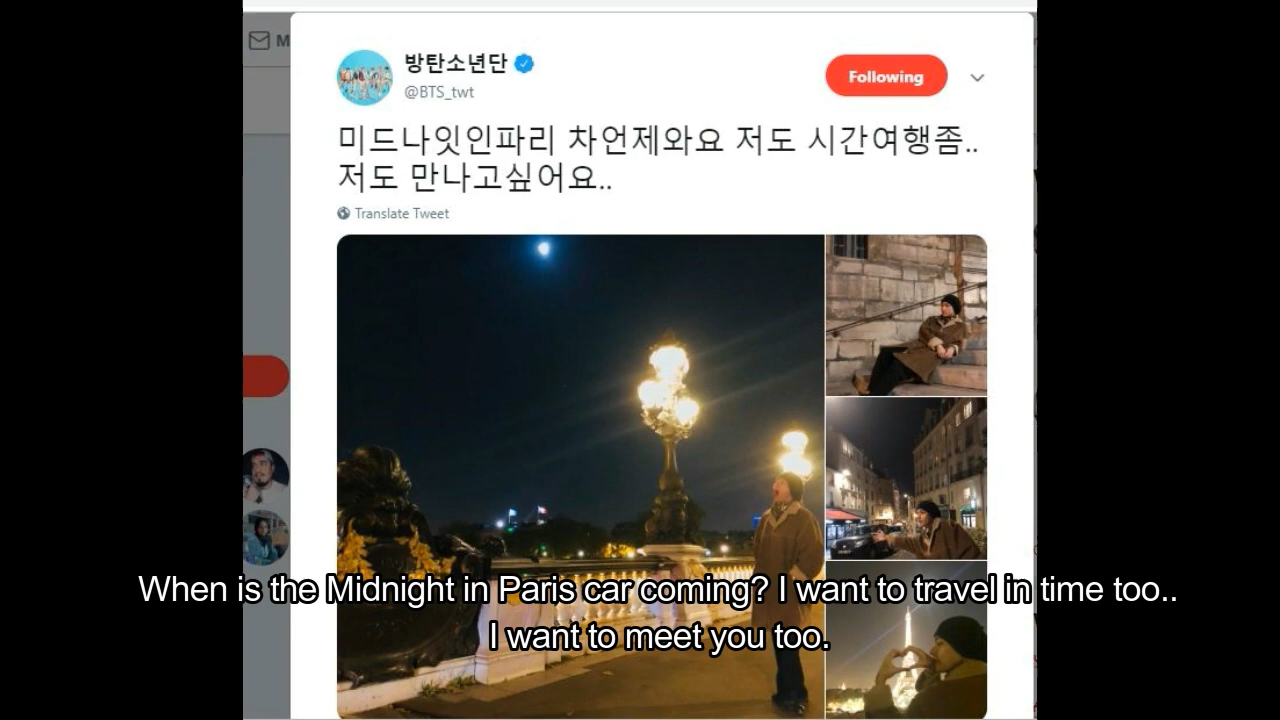 M
방탄소년단
@BTS_twt
Following
미드나잇인파리 차언제와요 저도 시간여행좀..
저도 만나고싶어요..
Translate Tweet
When is the Midnight in Paris car coming? I want to travel in time too..
I want to meet you too.